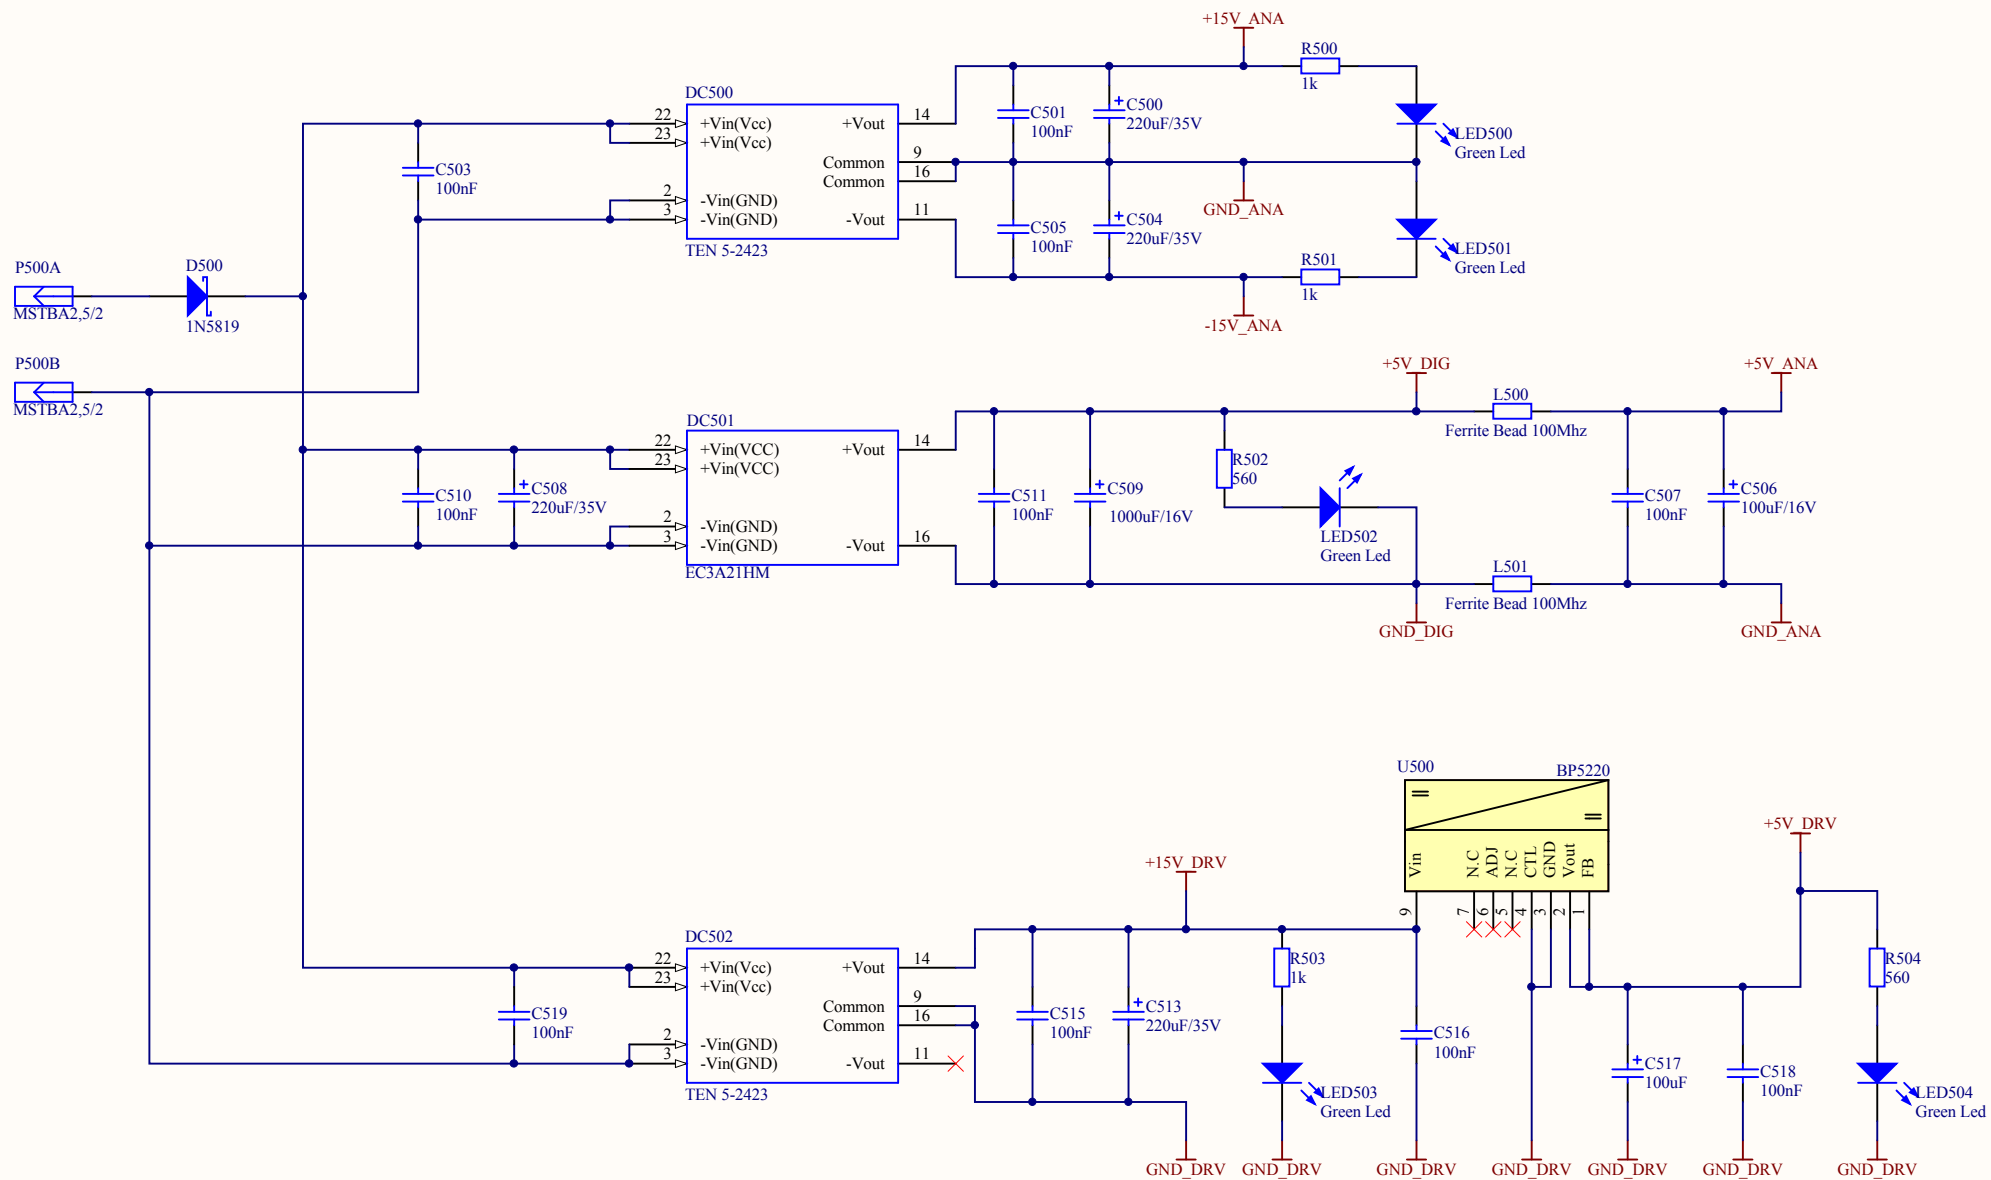 +15V_ANA
R500
1k
DC500
22
+Vin(Vcc)
23
+Vin(Vcc)
2
-Vin(GND)
3
-Vin(GND)
+Vout
14
Common
9
Common
16
-Vout
11
TEN 5-2423
C503
100nF
C501
100nF
C500
220uF/35V
C505
100nF
C504
220uF/35V
GND_ANA
LED500
Green Led
LED501
Green Led
R501
1k
-15V_ANA
P500A
MSTBA2,5/2
D500
1N5819
P500B
MSTBA2,5/2
DC501
22
+Vin(VCC)
23
+Vin(VCC)
2
-Vin(GND)
3
-Vin(GND)
+Vout
14
-Vout
16
EC3A21HM
C510
100nF
C508
220uF/35V
C511
100nF
C509
1000uF/16V
R502
560
LED502
Green Led
+5V_DIG
L500
Ferrite Bead 100Mhz
+5V_ANA
C507
100nF
C506
100uF/16V
L501
Ferrite Bead 100Mhz
GND_DIG
GND_ANA
U500
BP5220
Vin
N.C
ADJ
N.C
CTL
GND
Vout
FB
9
7
6
5
4
3
2
1
+5V_DRV
+15V_DRV
DC502
22
+Vin(Vcc)
23
+Vin(Vcc)
2
-Vin(GND)
3
-Vin(GND)
+Vout
14
Common
9
Common
16
-Vout
11
TEN 5-2423
C519
100nF
C515
100nF
C513
220uF/35V
R503
1k
LED503
Green Led
C516
100nF
C517
100uF
C518
100nF
R504
560
LED504
Green Led
GND_DRV
GND_DRV
GND_DRV
GND_DRV
GND_DRV
GND_DRV
GND_DRV